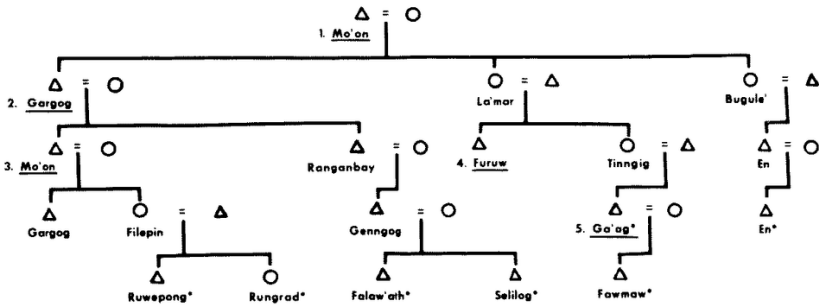 1. Mo'on
2. Gargog
La'mar
Bugule'
3. Mo'on
Ranganbay
4. Furuw
Tinngig
En
Gargog
Filepin
Genngog
5. Ga'ag*
En*
Ruwepong*
Rungrad*
Falaw'ath*
Selilog*
Fawmaw*